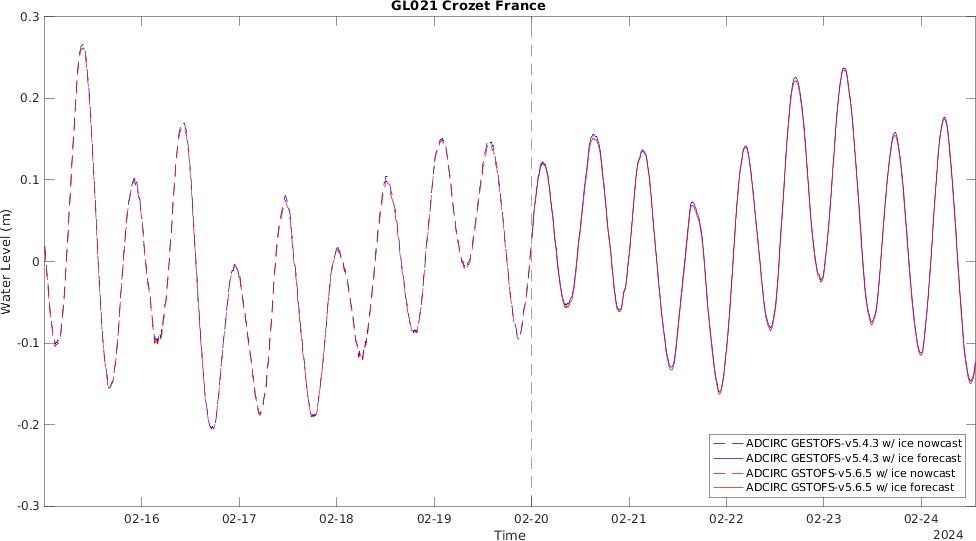 GL021 Crozet France
0.3
0.2
0.1
0
-0.1
-0.2
-0.3
Water Level (m)
02-16
02-17
02-18
02-19
02-20
02-21
02-22
02-23
02-24
Time
2024
ADCIRC GESTOFS-v5.4.3 w/ ice nowcast
ADCIRC GESTOFS-v5.4.3 w/ ice forecast
ADCIRC GSTOFS-v5.6.5 w/ ice nowcast
ADCIRC GSTOFS-v5.6.5 w/ ice forecast